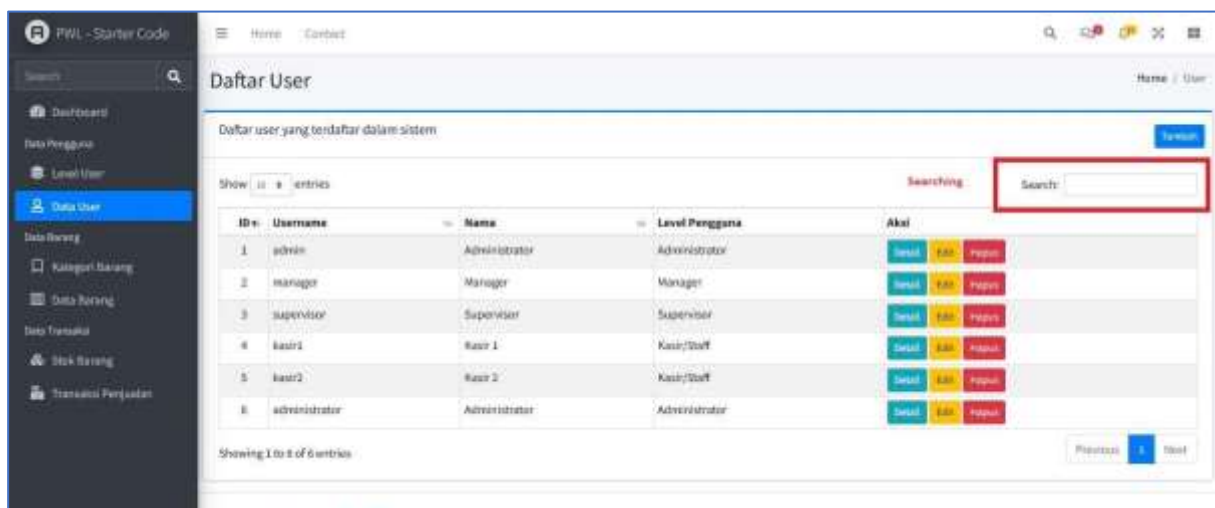 PWL - Starter Code
Home Contact
Search
Daftar User
Home / User
Dashboard
Daftar user yang terdaftar dalam sistem
Tambah
Data Pengguna
Level User
Show 10 entries
Searching
Search:
Data User
ID Username Nama Level Pengguna Aksi
Data Barang
1 admin Administrator Administrator Detail Edit Hapus
Kategori Barang
2 manager Manager Manager Detail Edit Hapus
Data Barang
3 supervisor Supervisor Supervisor Detail Edit Hapus
Data Transaksi
4 kasir1 Kasir 1 Kasir/Staff Detail Edit Hapus
Stok Barang
5 kasir2 Kasir 2 Kasir/Staff Detail Edit Hapus
Transaksi Penjualan
6 administrator Administrator Administrator Detail Edit Hapus
Showing 1 to 6 of 6 entries
Previous 1 Next